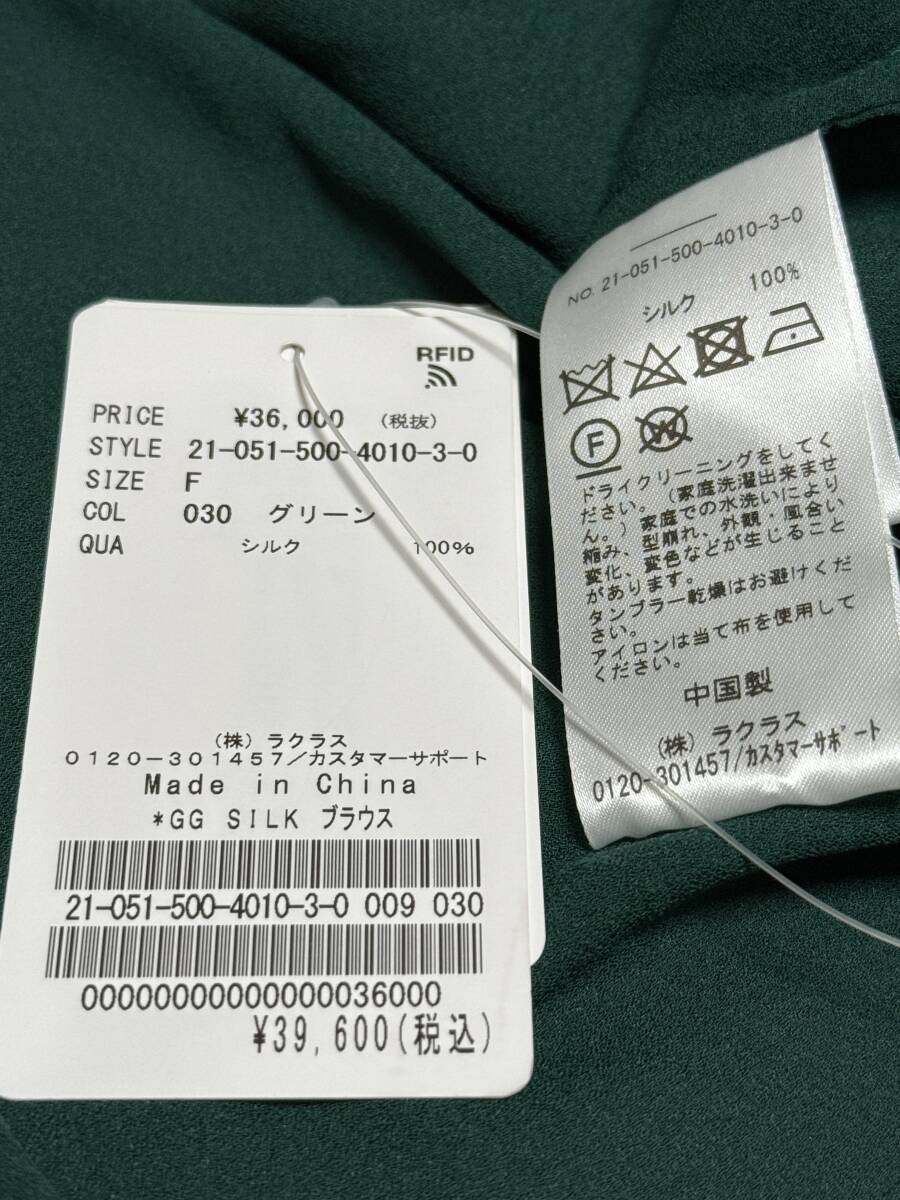 RFID
PRICE ¥36,000 (税抜)
STYLE 21-051-500-4010-3-0
SIZE F
COL 030 グリーン
QUA シルク 100%
(株)ラクラス
0120-301457/カスタマーサポート
Made in China
*GG SILK ブラウス
21-051-500-4010-3-0 009 030
00000000000000036000
¥39,600(税込)
NO. 21-051-500-4010-3-0
シルク 100%
F
W
ドライクリーニングをしてく
ださい。(家庭洗濯出来ませ
ん。)家庭での水洗いにより
縮み、型崩れ、外観・風合い
変化、変色などが生じること
があります。
タンブラー乾燥はお避けくだ
さい。
アイロンは当て布を使用して
ください。
中国製
(株)ラクラス
0120-301457/カスタマーサポート